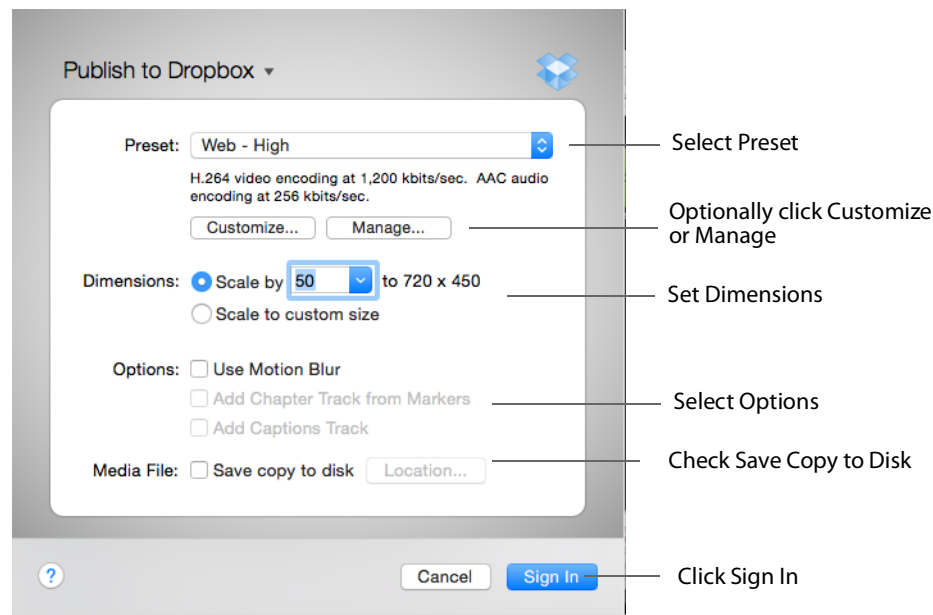 Publish to Dropbox
Preset: Web - High
Select Preset
H.264 video encoding at 1,200 kbits/sec. AAC audio
encoding at 256 kbits/sec.
Customize... Manage...
Optionally click Customize
or Manage
Dimensions: Scale by 50 to 720 x 450
Set Dimensions
Scale to custom size
Options: Use Motion Blur
Add Chapter Track from Markers
Select Options
Add Captions Track
Media File: Save copy to disk Location...
Check Save Copy to Disk
? Cancel Sign In
Click Sign In